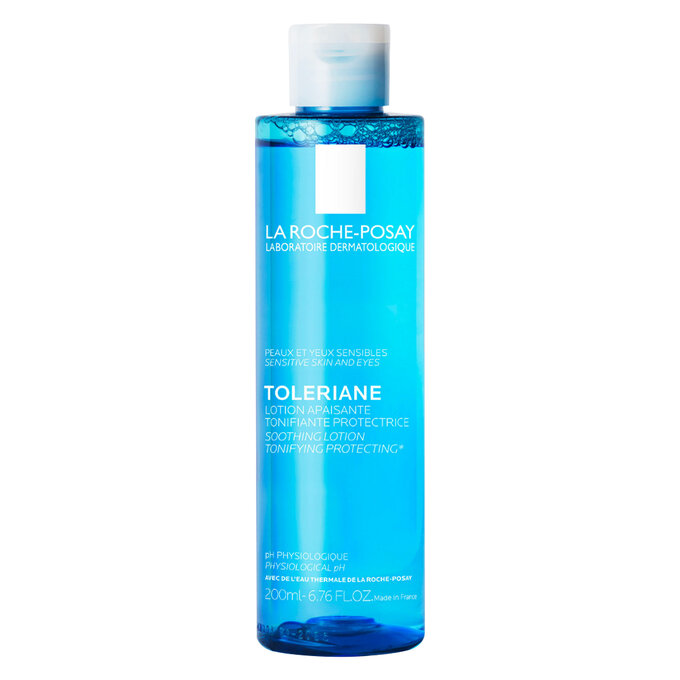 LA ROCHE-POSAY
LABORATOIRE DERMATOLOGIQUE
PEAUX ET YEUX SENSIBLES
SENSITIVE SKIN AND EYES
TOLERIANE
LOTION APAISANTE
TONIFIANTE PROTECTRICE
SOOTHING LOTION
TONIFYING PROTECTING*
pH PHYSIOLOGIQUE
PHYSIOLOGICAL pH
AVEC DE L'EAU THERMALE DE LA ROCHE-POSAY
200ml- 6.76 FL.OZ. Made in France